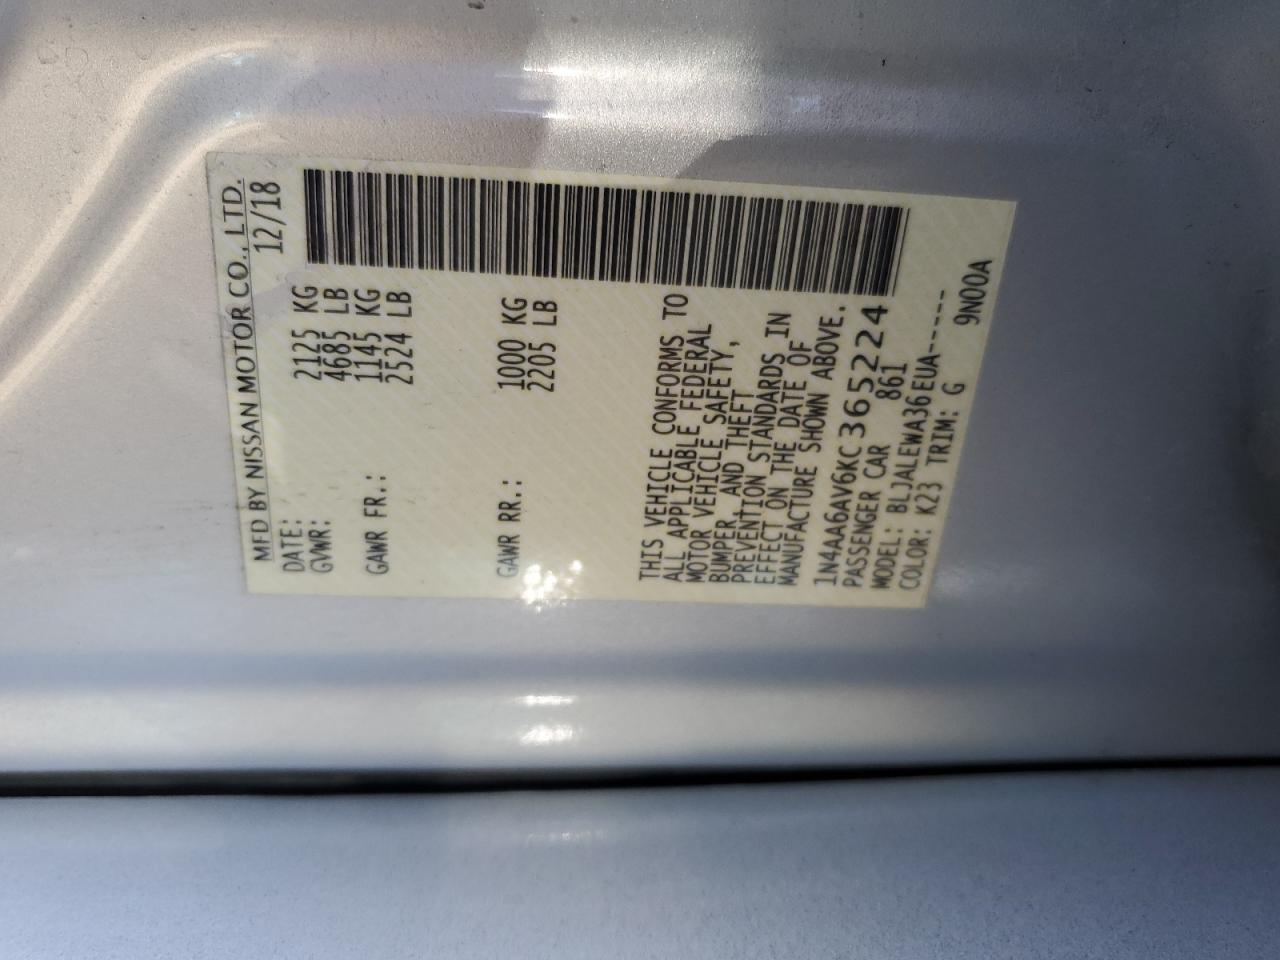 MFD BY NISSAN MOTOR CO., LTD.
DATE: 12/18
GVWR: 2125 KG
4685 LB
GAWR FR.: 1145 KG
2524 LB
GAWR RR.: 1000 KG
2205 LB
THIS VEHICLE CONFORMS TO
ALL APPLICABLE FEDERAL
MOTOR VEHICLE SAFETY,
BUMPER, AND THEFT
PREVENTION STANDARDS IN
EFFECT ON THE DATE OF
MANUFACTURE SHOWN ABOVE.
1N4AA6AV6KC365224
PASSENGER CAR 861
MODEL: BLJALEWA36EUA-----
COLOR: K23 TRIM: G 9N00A